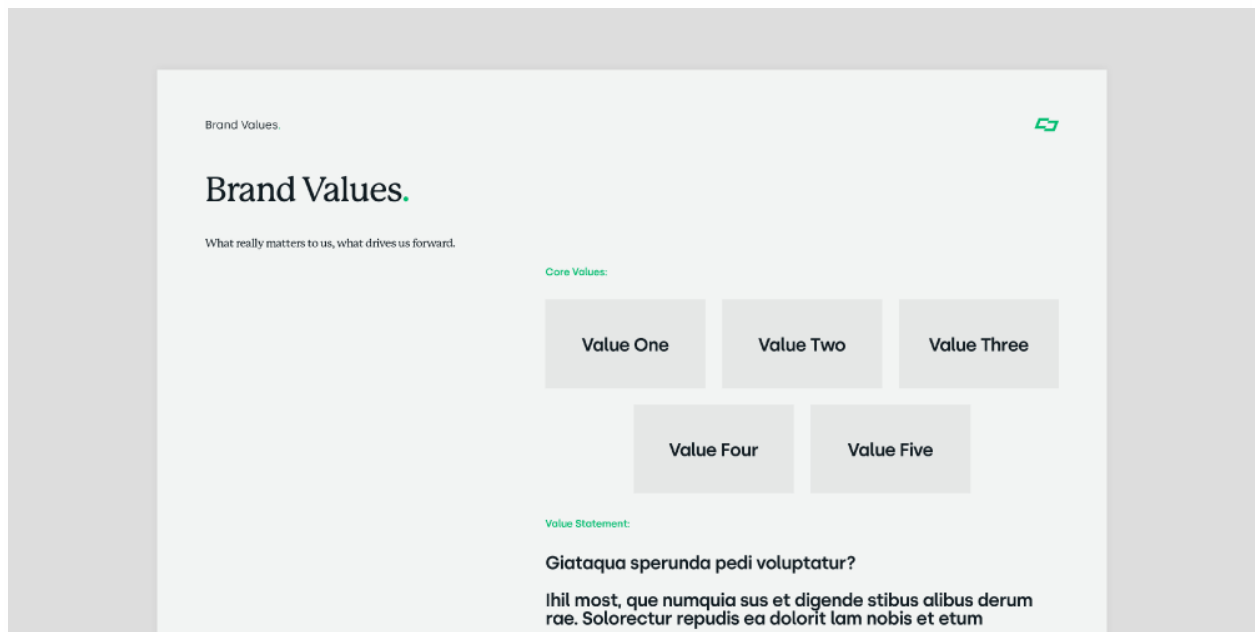 Brand Values.
Brand Values.
What really matters to us, what drives us forward.
Core Values:
Value One
Value Two
Value Three
Value Four
Value Five
Value Statement:
Giataqua sperunda pedi voluptatur?
Ihil most, que numquia sus et digende stibus alibus derum
rae. Solorectur repudis ea dolorit lam nobis et etum